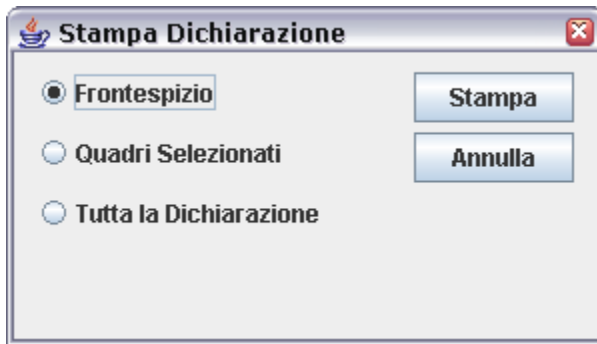 Stampa Dichiarazione
Frontespizio
Stampa
Quadri Selezionati
Annulla
Tutta la Dichiarazione